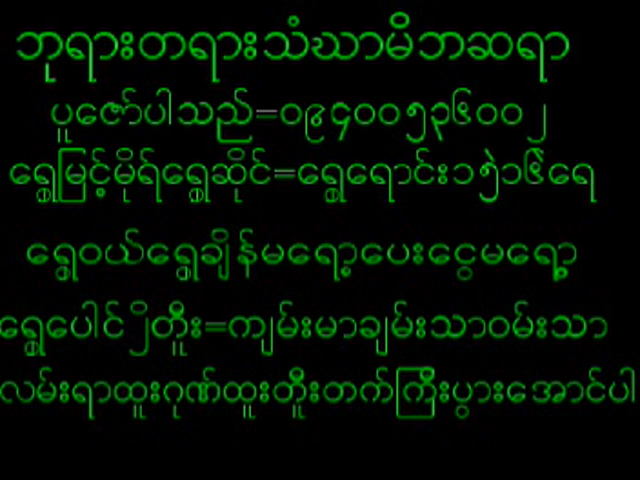 ဘုရားတရားသံဃာမိဘဆရာ
ပူဇော်ပါသည်=၀၉၄၀၀၅၃၆၀၀၂
ရွှေမြင့်မိုရ်ရွှေဆိုင်=ရွှေရောင်း၁၅ပဲ၁၆ပဲရေ
ရွှေဝယ်ရွှေချိန်မရော့ပေးငွေမရော့
ရွှေပေါင်၂ိတိူး=ကျမ်းမာချမ်းသာဝမ်းသာ
လမ်းရာထူးဂုဏ်ထူးတိူးတက်ကြီးပွားအောင်ပါ